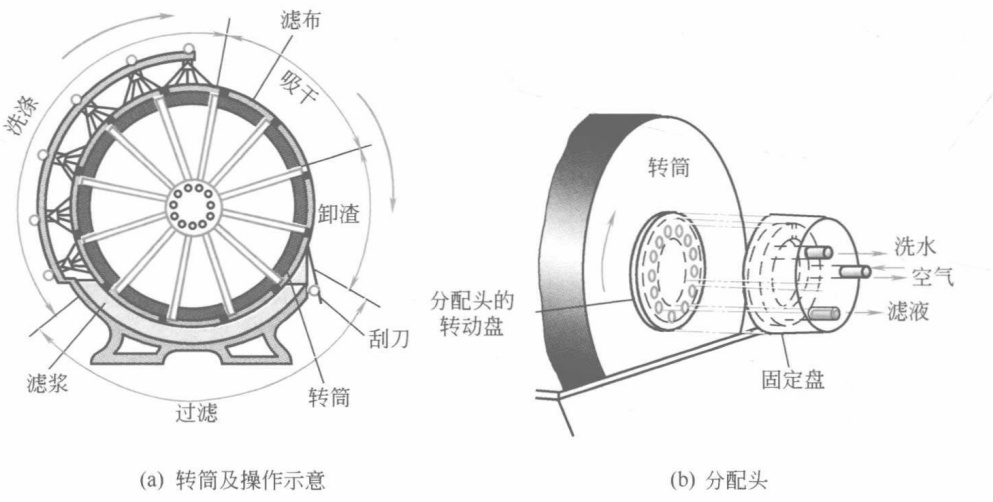 滤布
吸干
洗涤
卸渣
刮刀
转筒
滤浆
过滤
(a) 转筒及操作示意
转筒
洗水
空气
滤液
分配头的
转动盘
固定盘
(b) 分配头